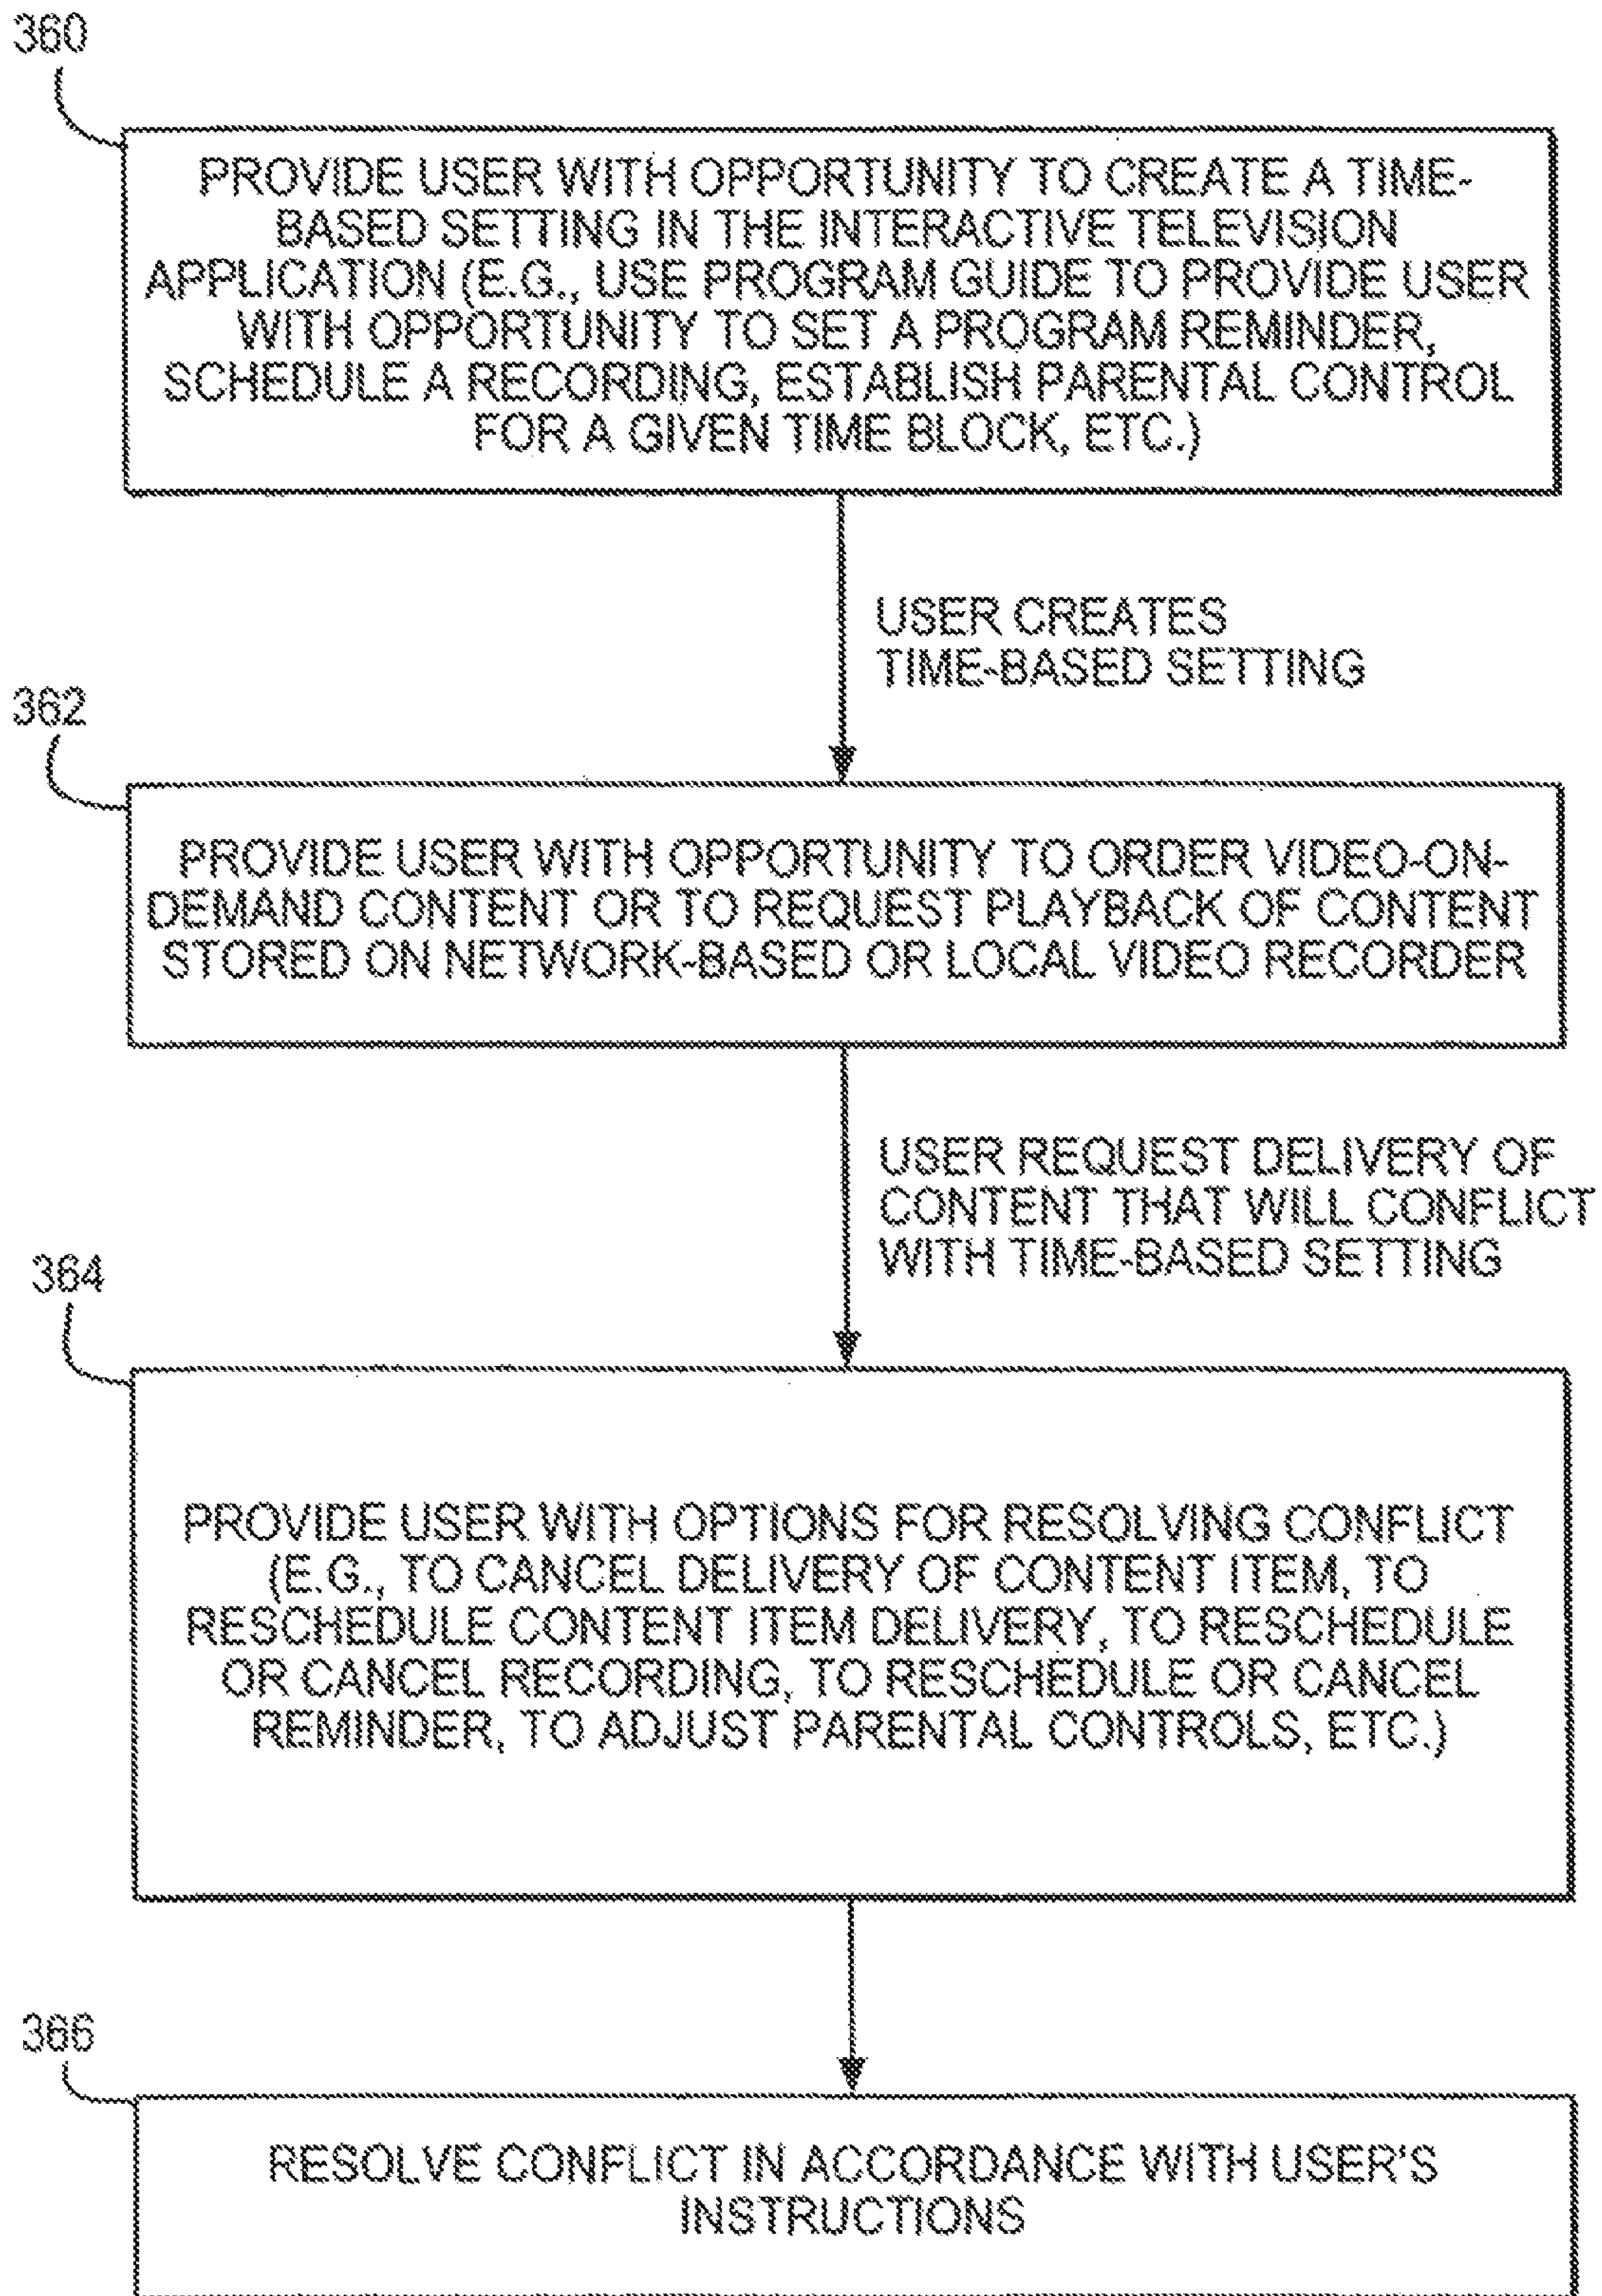 360
PROVIDE USER WITH OPPORTUNITY TO CREATE A TIME-
BASED SETTING IN THE INTERACTIVE TELEVISION
APPLICATION (E.G., USE PROGRAM GUIDE TO PROVIDE USER
WITH OPPORTUNITY TO SET A PROGRAM REMINDER,
SCHEDULE A RECORDING, ESTABLISH PARENTAL CONTROL
FOR A GIVEN TIME BLOCK, ETC.)
USER CREATES
TIME-BASED SETTING
362
PROVIDE USER WITH OPPORTUNITY TO ORDER VIDEO-ON-
DEMAND CONTENT OR TO REQUEST PLAYBACK OF CONTENT
STORED ON NETWORK-BASED OR LOCAL VIDEO RECORDER
USER REQUEST DELIVERY OF
CONTENT THAT WILL CONFLICT
WITH TIME-BASED SETTING
364
PROVIDE USER WITH OPTIONS FOR RESOLVING CONFLICT
(E.G., TO CANCEL DELIVERY OF CONTENT ITEM, TO
RESCHEDULE CONTENT ITEM DELIVERY, TO RESCHEDULE
OR CANCEL RECORDING, TO RESCHEDULE OR CANCEL
REMINDER, TO ADJUST PARENTAL CONTROLS, ETC.)
366
RESOLVE CONFLICT IN ACCORDANCE WITH USER'S
INSTRUCTIONS